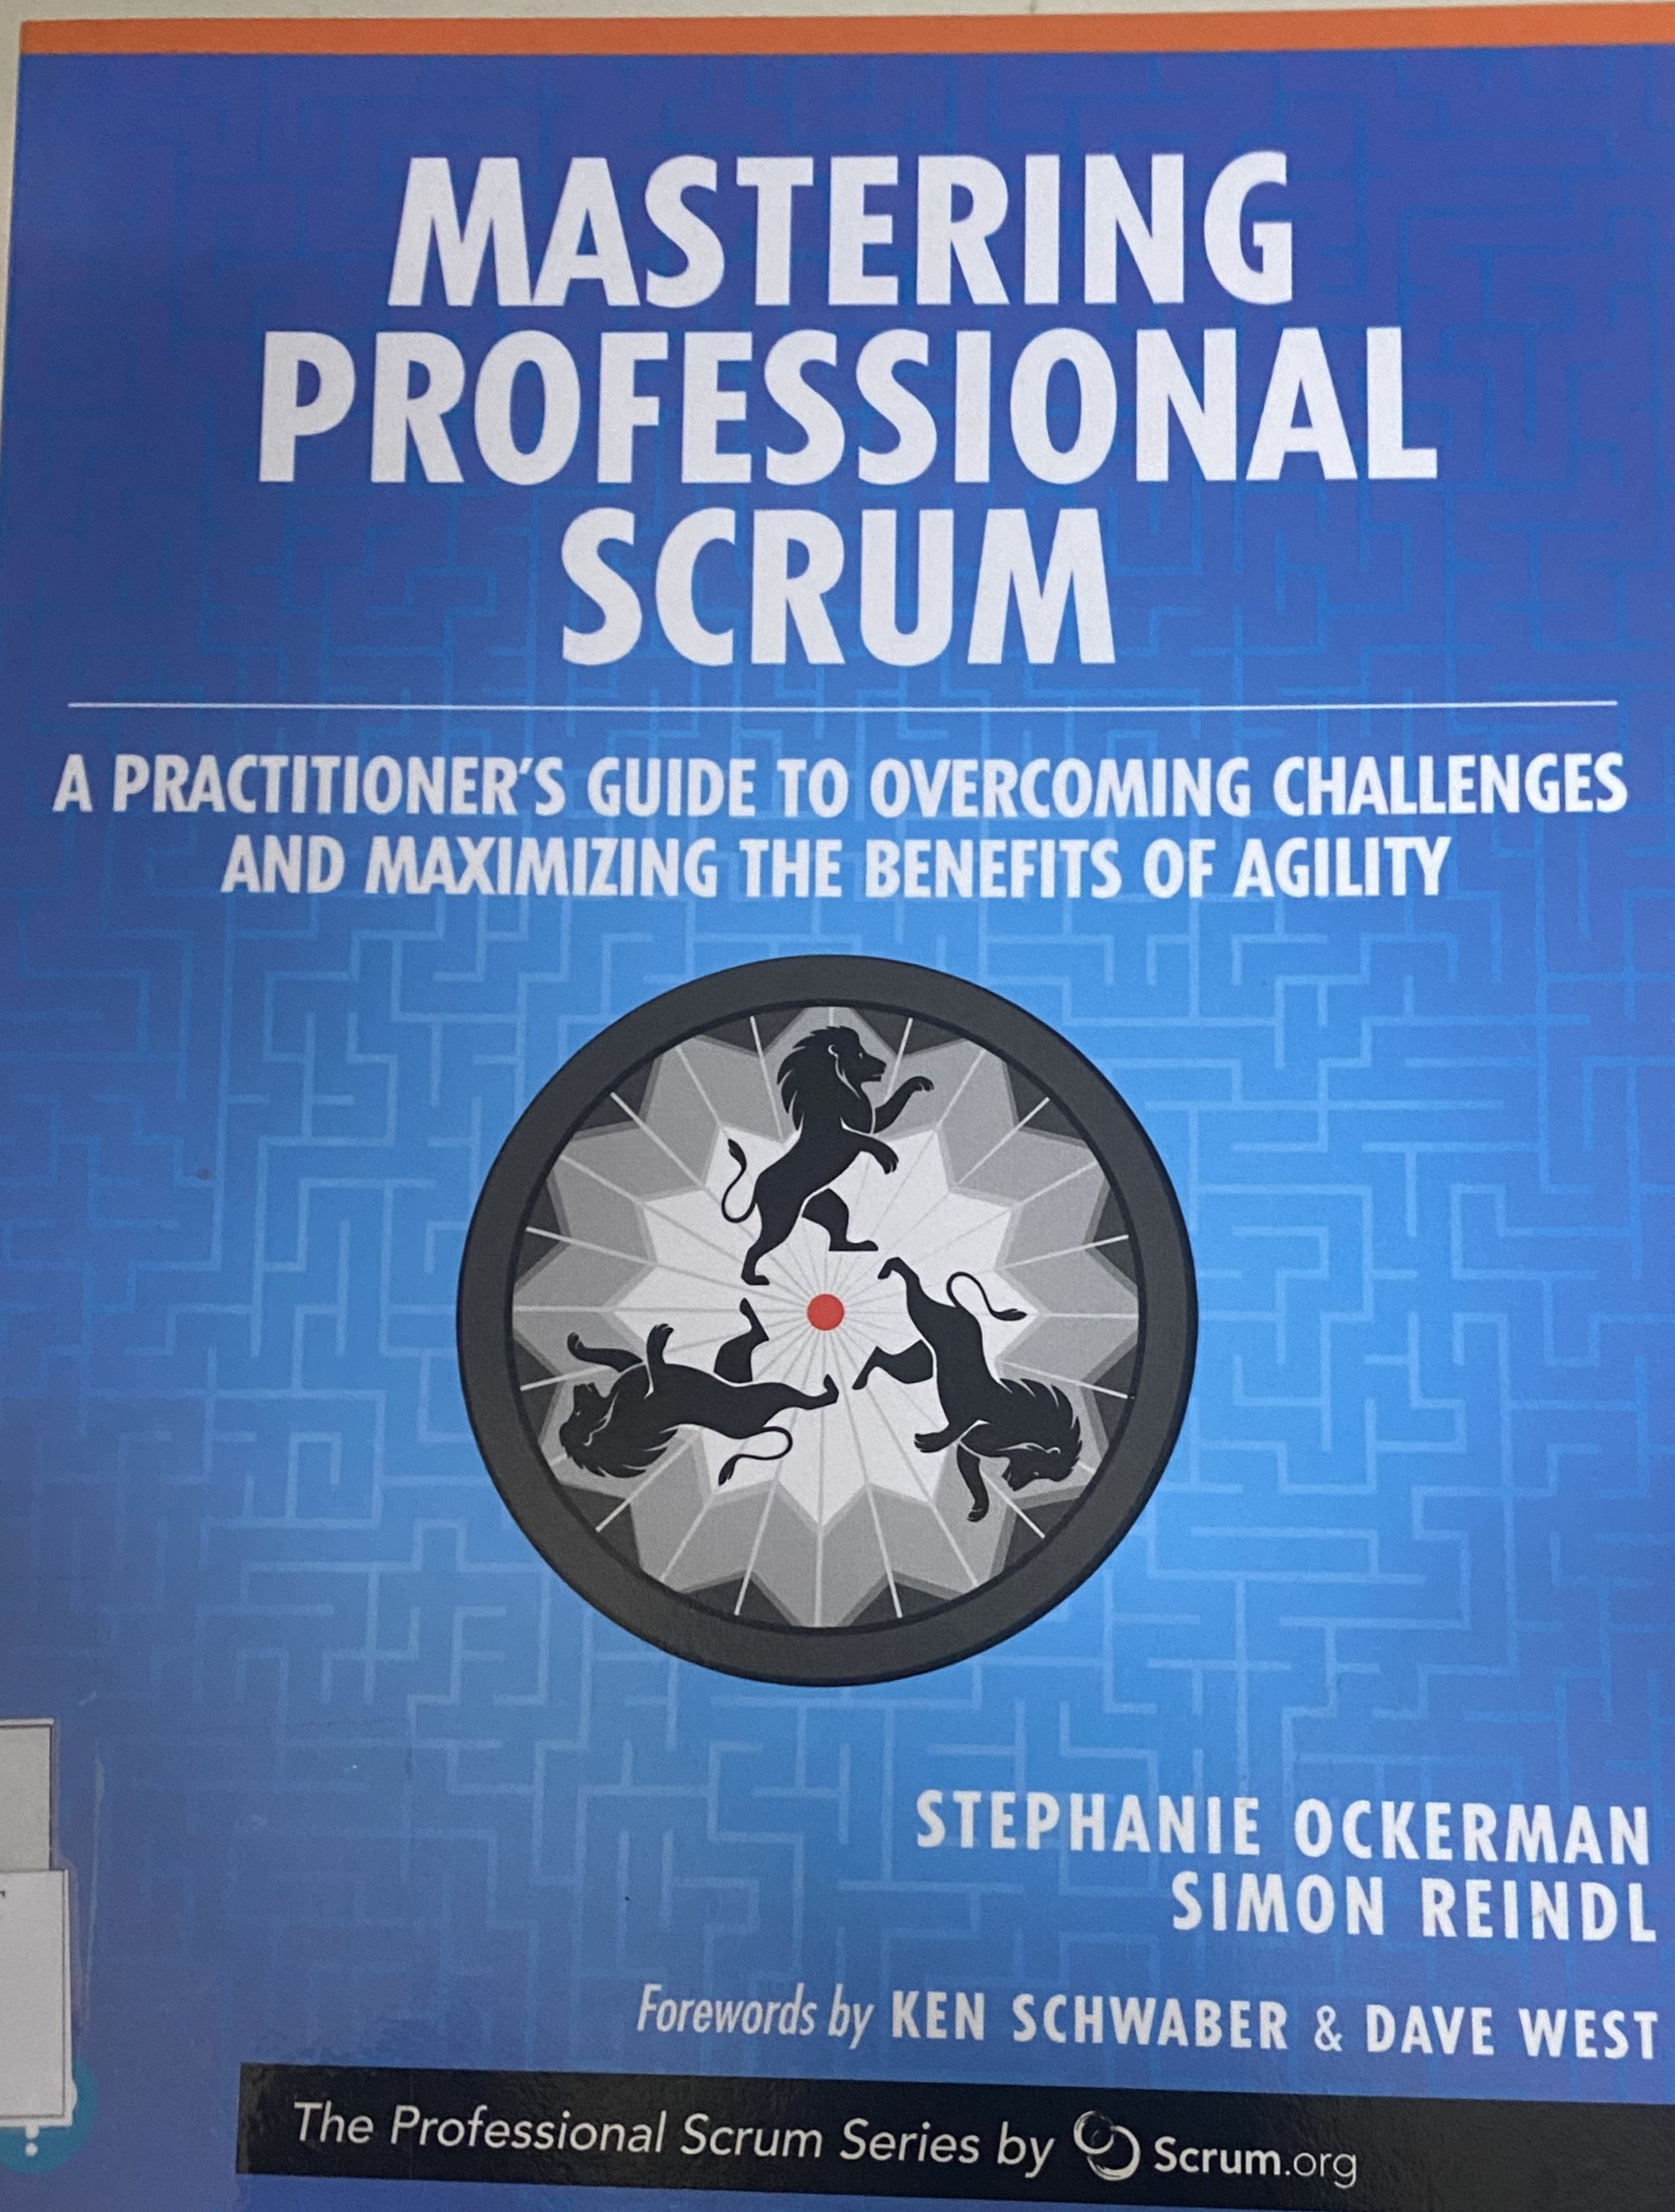 MASTERING
PROFESSIONAL
SCRUM
A PRACTITIONER'S GUIDE TO OVERCOMING CHALLENGES
AND MAXIMIZING THE BENEFITS OF AGILITY
STEPHANIE OCKERMAN
SIMON REINDL
Forewords by KEN SCHWABER & DAVE WEST
The Professional Scrum Series by Scrum.org